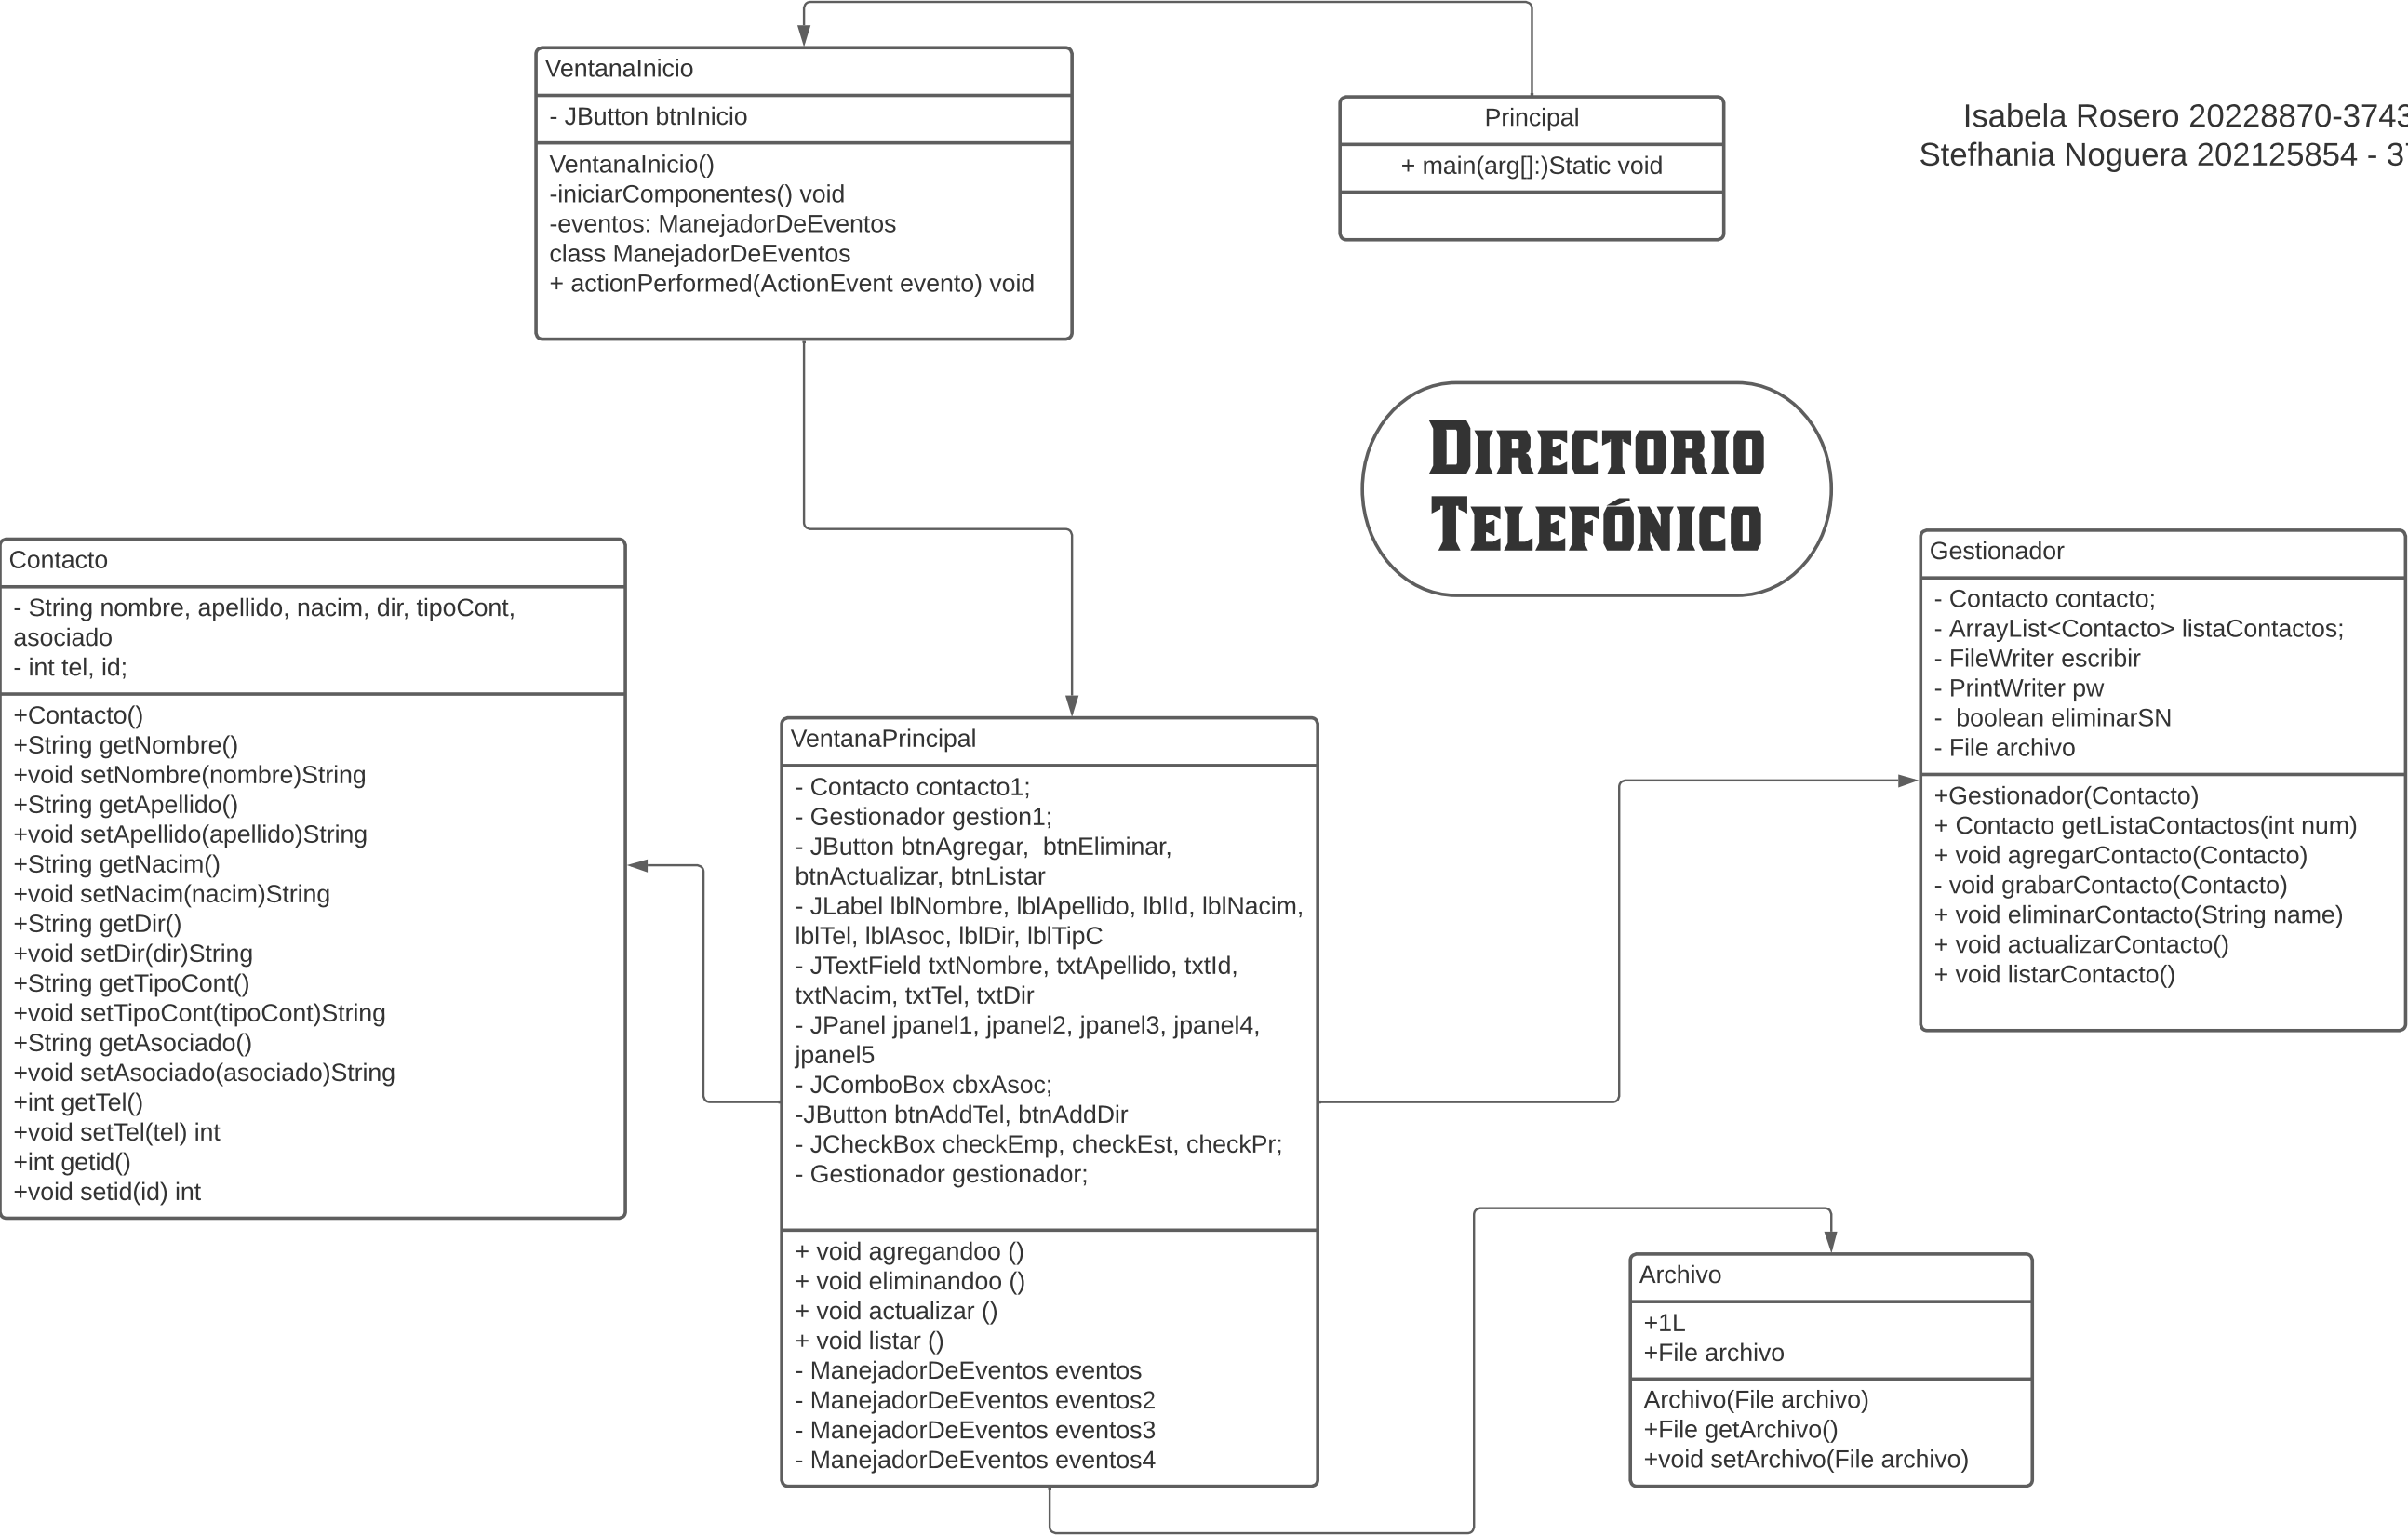 VentanaInicio
- JButton btnInicio
VentanaInicio()
-iniciarComponentes() void
-eventos: ManejadorDeEventos
class ManejadorDeEventos
+ actionPerformed(ActionEvent evento) void
Principal
+ main(arg[]:)Static void
Isabela Rosero 20228870-3743
Stefhania Noguera 202125854 - 37
Directorio
Telefónico
Contacto
- String nombre, apellido, nacim, dir, tipoCont,
asociado
- int tel, id;
+Contacto()
+String getNombre()
+void setNombre(nombre)String
+String getApellido()
+void setApellido(apellido)String
+String getNacim()
+void setNacim(nacim)String
+String getDir()
+void setDir(dir)String
+String getTipoCont()
+void setTipoCont(tipoCont)String
+String getAsociado()
+void setAsociado(asociado)String
+int getTel()
+void setTel(tel) int
+int getid()
+void setid(id) int
VentanaPrincipal
- Contacto contacto1;
- Gestionador gestion1;
- JButton btnAgregar,  btnEliminar,
btnActualizar, btnListar
- JLabel lblNombre, lblApellido, lblId, lblNacim,
lblTel, lblAsoc, lblDir, lblTipC
- JTextField txtNombre, txtApellido, txtId,
txtNacim, txtTel, txtDir
- JPanel jpanel1, jpanel2, jpanel3, jpanel4,
jpanel5
- JComboBox cbxAsoc;
-JButton btnAddTel, btnAddDir
- JCheckBox checkEmp, checkEst, checkPr;
- Gestionador gestionador;
+ void agregandoo ()
+ void eliminandoo ()
+ void actualizar ()
+ void listar ()
- ManejadorDeEventos eventos
- ManejadorDeEventos eventos2
- ManejadorDeEventos eventos3
- ManejadorDeEventos eventos4
Gestionador
- Contacto contacto;
- ArrayList<Contacto> listaContactos;
- FileWriter escribir
- PrintWriter pw
-  boolean eliminarSN
- File archivo
+Gestionador(Contacto)
+ Contacto getListaContactos(int num)
+ void agregarContacto(Contacto)
- void grabarContacto(Contacto)
+ void eliminarContacto(String name)
+ void actualizarContacto()
+ void listarContacto()
Archivo
+1L
+File archivo
Archivo(File archivo)
+File getArchivo()
+void setArchivo(File archivo)